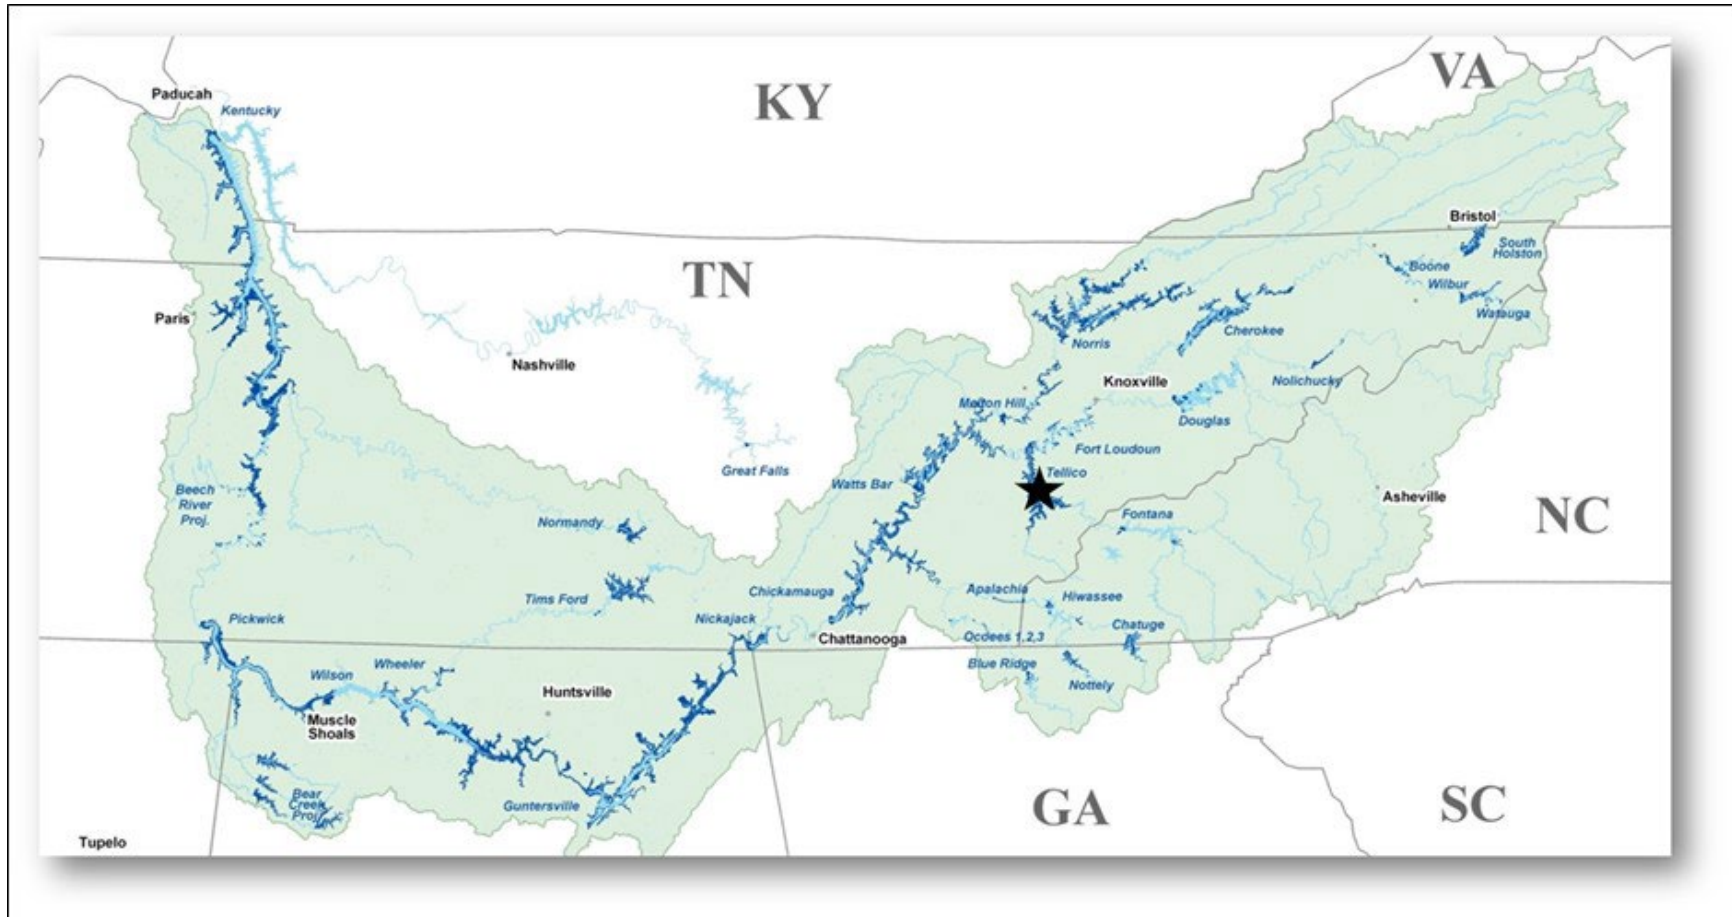 VA
KY
Paducah
Kentucky
Bristol
South
Holston
TN
Boone
Wilbur
Watauga
Paris
Cherokee
Norris
Nashville
Knoxville
Nolichucky
Melton Hill
Douglas
Fort Loudoun
Great Falls
Tellico
Watts Bar
Beech
River
Proj.
Asheville
NC
Fontana
Normandy
Apalachia
Hiwassee
Chickamauga
Tims Ford
Pickwick
Nickajack
Chatuge
Chattanooga
Ocoees 1,2,3
Blue Ridge
Wheeler
Wilson
Nottely
Huntsville
Muscle
Shoals
Bear
Creek
Proj.
Guntersville
GA
SC
Tupelo